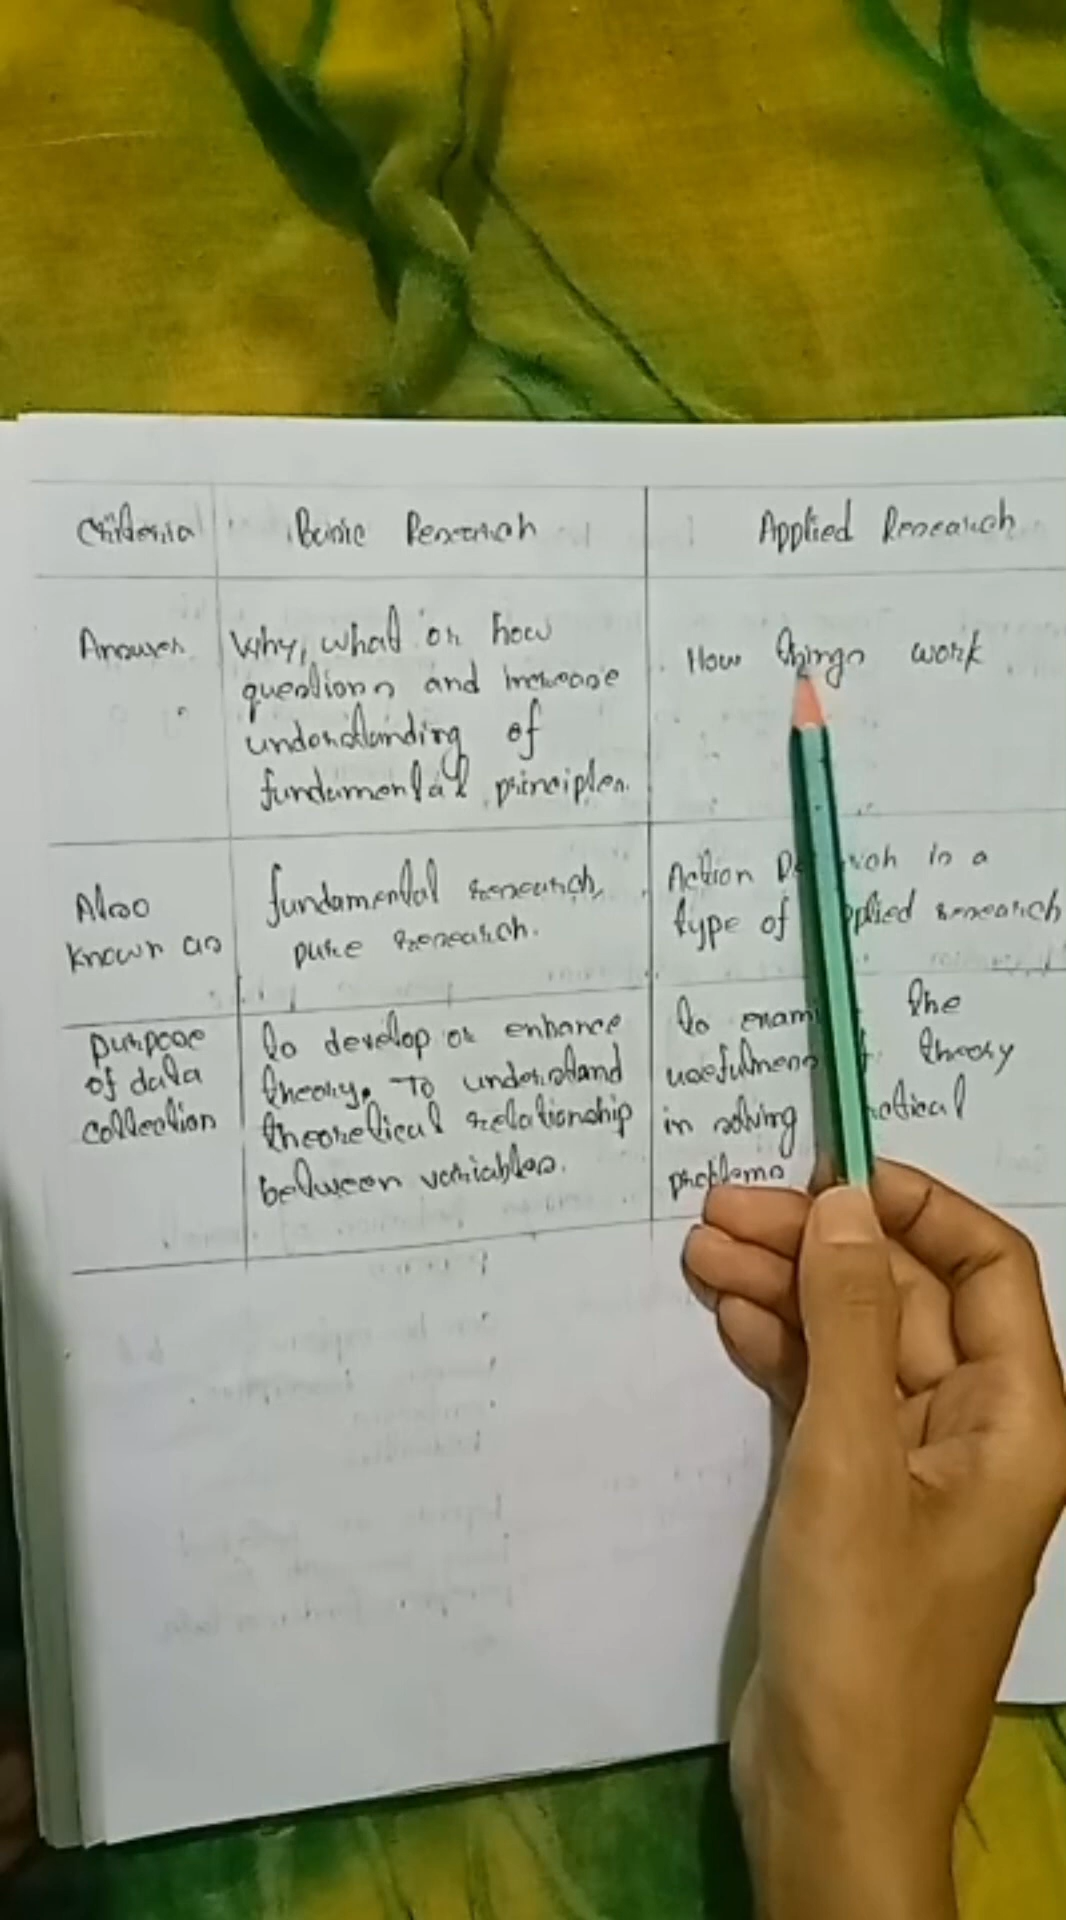 Criteria Basic Research Applied Research
Answer
Why, what or how
questions and increase
understanding of
fundamental principles.
How things work
Also
known as
fundamental research,
pure research.
Action is a
type of research
Purpose
of data
collection
To develop or enhance
theory. To understand
theoretical relationship
between variables.
To the
usefulness theory
in solving
problems